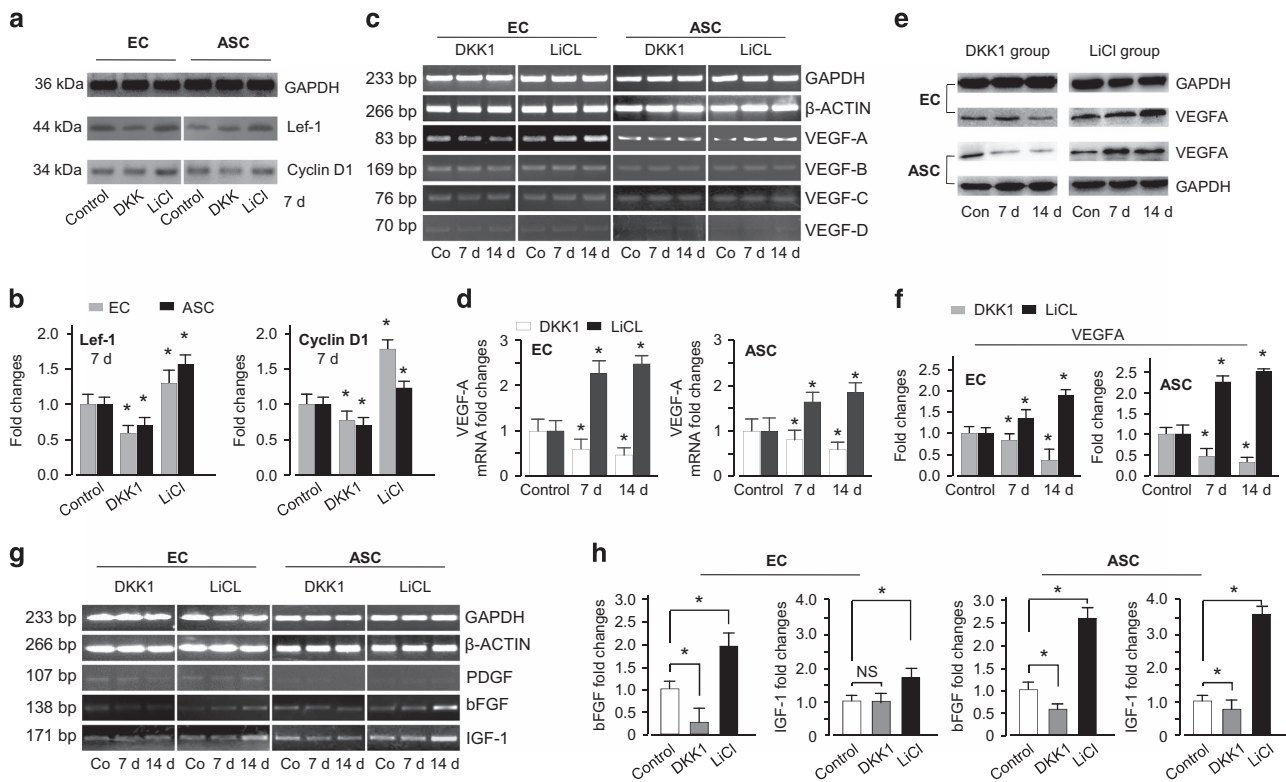 a
EC ASC
36 kDa GAPDH
44 kDa Lef-1
34 kDa Cyclin D1
Control DKK LiCl Control DKK LiCl 7 d
b
EC ASC
Lef-1
7 d
Fold changes
2.0
1.5
1.0
0.5
0.0
* * * *
Control DKK1 LiCl
Cyclin D1
7 d
Fold changes
2.0
1.5
1.0
0.5
0.0
* * * *
Control DKK1 LiCl
c
EC ASC
DKK1 LiCL DKK1 LiCL
233 bp GAPDH
266 bp β-ACTIN
83 bp VEGF-A
169 bp VEGF-B
76 bp VEGF-C
70 bp VEGF-D
Co 7 d 14 d Co 7 d 14 d Co 7 d 14 d Co 7 d 14 d
d
DKK1 LiCL
EC
VEGF-A
mRNA fold changes
3
2
1
0
* * * *
Control 7 d 14 d
ASC
VEGF-A
mRNA fold changes
3
2
1
0
* * * *
Control 7 d 14 d
e
DKK1 group LiCl group
EC
GAPDH
VEGFA
ASC
VEGFA
GAPDH
Con 7 d 14 d Con 7 d 14 d
f
DKK1 LiCL
VEGFA
EC
Fold changes
2.5
2.0
1.5
1.0
0.5
0.0
* * * *
Control 7 d 14 d
ASC
Fold changes
2.5
2.0
1.5
1.0
0.5
0.0
* * * *
Control 7 d 14 d
g
EC ASC
DKK1 LiCL DKK1 LiCL
233 bp GAPDH
266 bp β-ACTIN
107 bp PDGF
138 bp bFGF
171 bp IGF-1
Co 7 d 14 d Co 7 d 14 d Co 7 d 14 d Co 7 d 14 d
h
EC ASC
bFGF fold changes
3.0
2.5
2.0
1.5
1.0
0.5
0
* *
Control DKK1 LiCl
IGF-1 fold changes
4.0
3.0
2.0
1.0
0
NS *
Control DKK1 LiCl
bFGF fold changes
3.0
2.5
2.0
1.5
1.0
0.5
0
* *
Control DKK1 LiCl
IGF-1 fold changes
4.0
3.0
2.0
1.0
0
* *
Control DKK1 LiCl